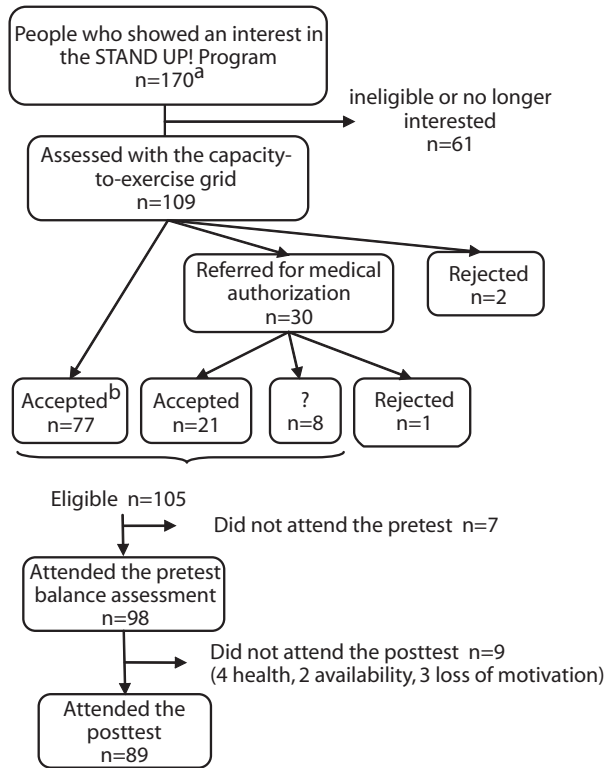 People who showed an interest in
the STAND UP! Program
n=170a
ineligible or no longer
interested
n=61
Assessed with the capacity-
to-exercise grid
n=109
Referred for medical
authorization
n=30
Rejected
n=2
Acceptedb
n=77
Accepted
n=21
?
n=8
Rejected
n=1
Eligible n=105
Did not attend the pretest n=7
Attended the pretest
balance assessment
n=98
Did not attend the posttest n=9
(4 health, 2 availability, 3 loss of motivation)
Attended the
posttest
n=89